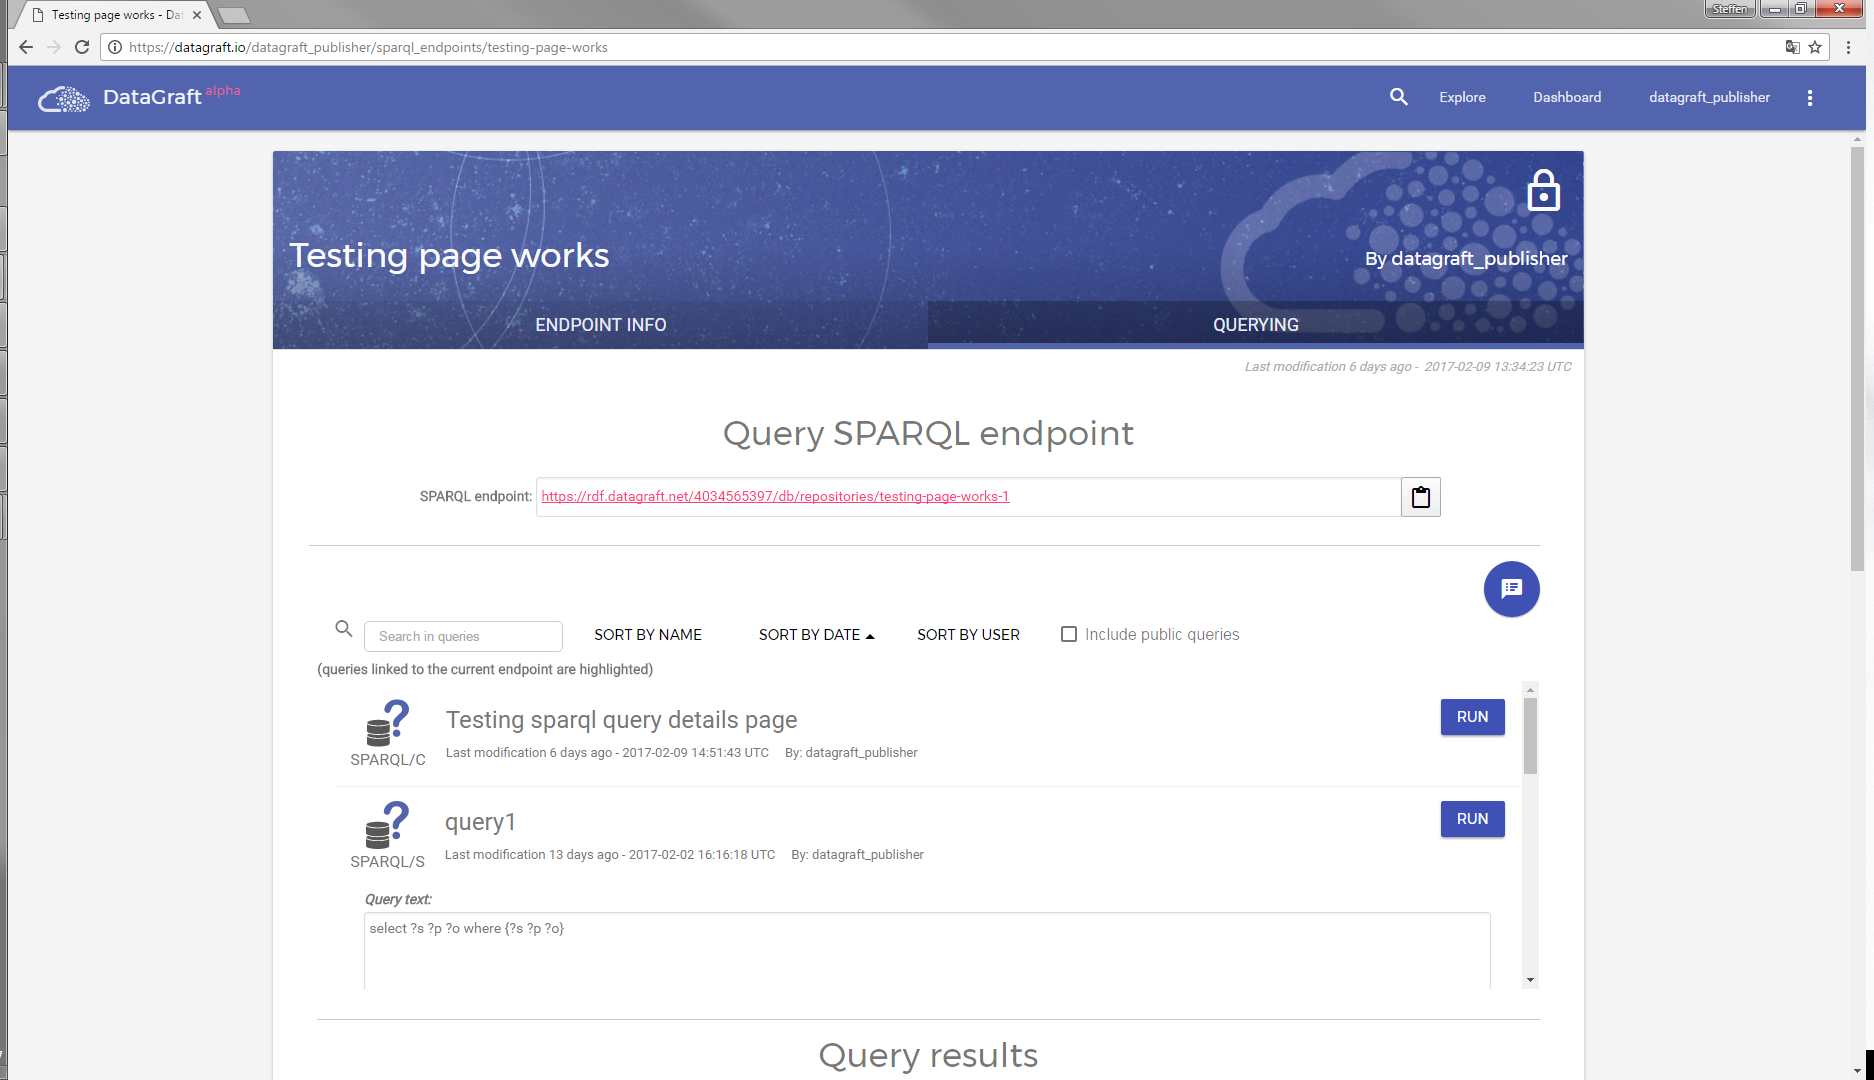 Testing page works - Dat
Steffen
https://datagraft.io/datagraft_publisher/sparql_endpoints/testing-page-works
DataGraft alpha
Explore
Dashboard
datagraft_publisher
Testing page works
By datagraft_publisher
ENDPOINT INFO
QUERYING
Last modification 6 days ago - 2017-02-09 13:34:23 UTC
Query SPARQL endpoint
SPARQL endpoint: https://rdf.datagraft.net/4034565397/db/repositories/testing-page-works-1
Search in queries
SORT BY NAME
SORT BY DATE
SORT BY USER
Include public queries
(queries linked to the current endpoint are highlighted)
Testing sparql query details page
RUN
SPARQL/C
Last modification 6 days ago - 2017-02-09 14:51:43 UTC By: datagraft_publisher
query1
RUN
SPARQL/S
Last modification 13 days ago - 2017-02-02 16:16:18 UTC By: datagraft_publisher
Query text:
select ?s ?p ?o where {?s ?p ?o}
Query results